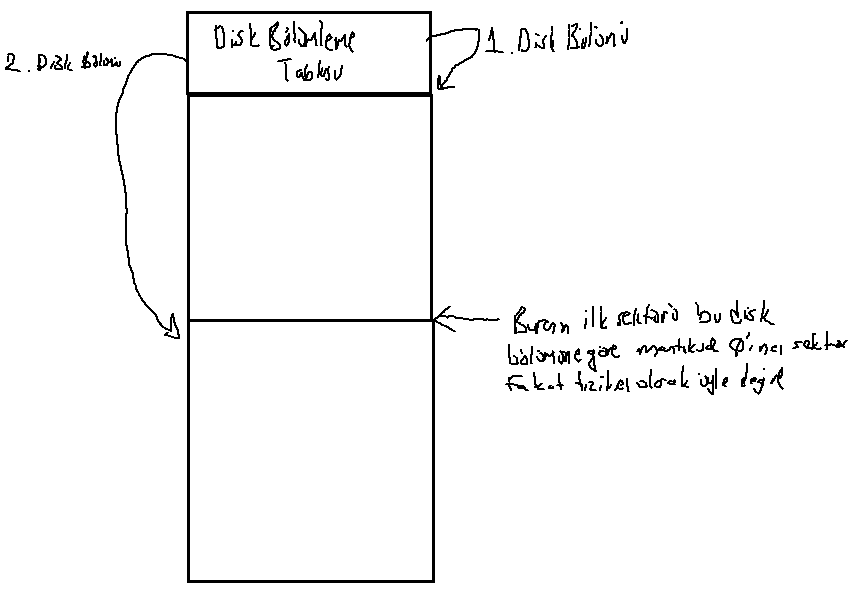 Disk Bölümleme
Tablosu
1. Disk Bölümü
2. Disk Bölümü
Buranın ilk sektörü bu disk
bölümüne göre mantıksal 0'ıncı sektör
Fakat fiziksel olarak öyle değil